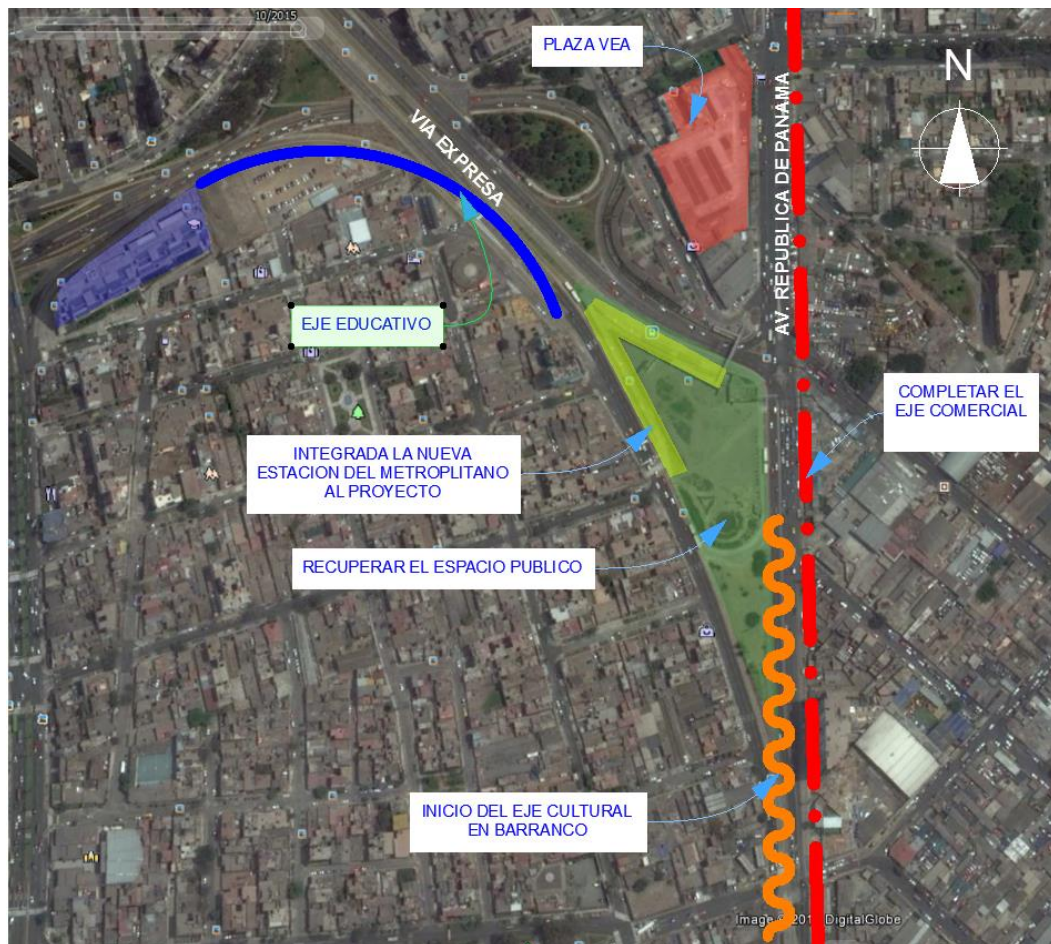 10/2015
PLAZA VEA
N
VIA EXPRESA
AV. REPUBLICA DE PANAMA
EJE EDUCATIVO
COMPLETAR EL
EJE COMERCIAL
INTEGRADA LA NUEVA
ESTACION DEL METROPLITANO
AL PROYECTO
RECUPERAR EL ESPACIO PUBLICO
INICIO DEL EJE CULTURAL
EN BARRANCO
Image © DigitalGlobe